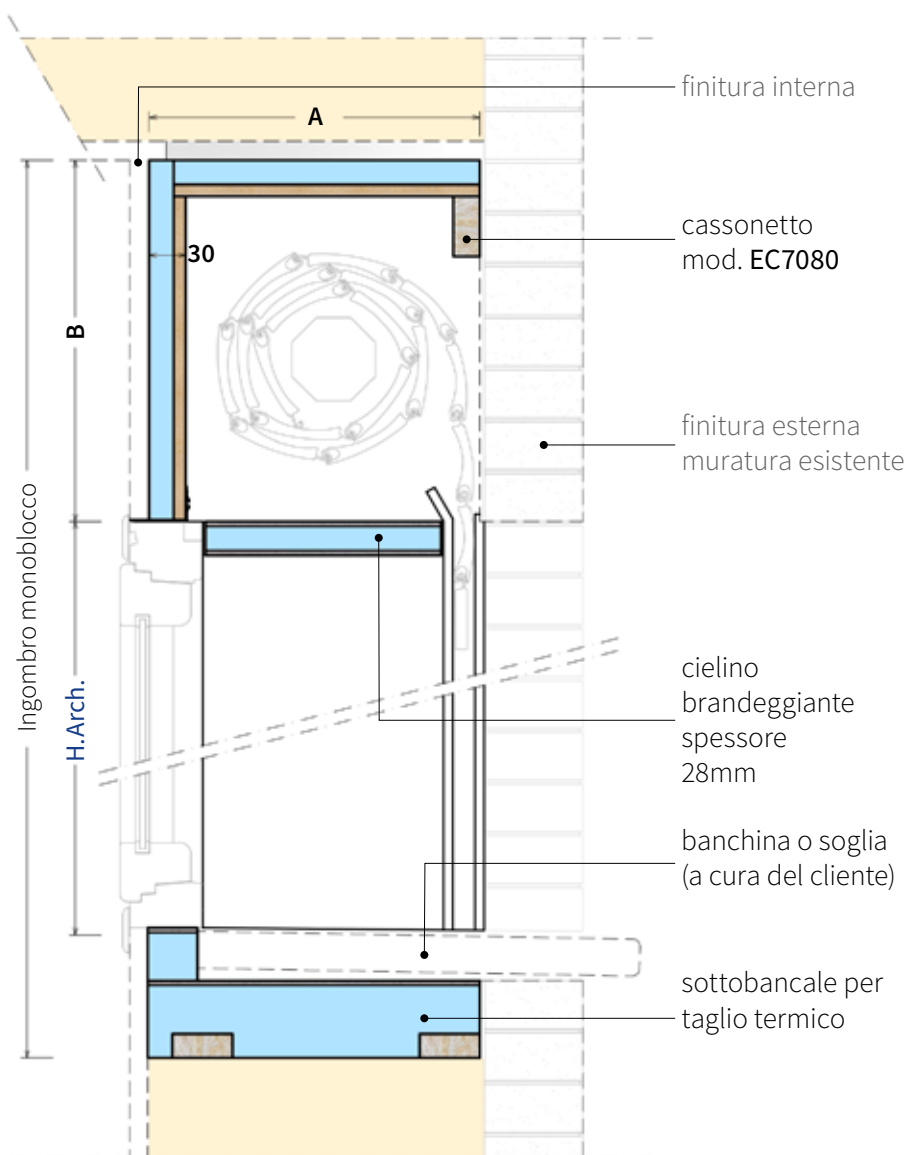 finitura interna
A
cassonetto
mod. EC7080
30
B
finitura esterna
muratura esistente
Ingombro monoblocco
H.Arch.
cielino
brandeggiante
spessore
28mm
banchina o soglia
(a cura del cliente)
sottobancale per
taglio termico